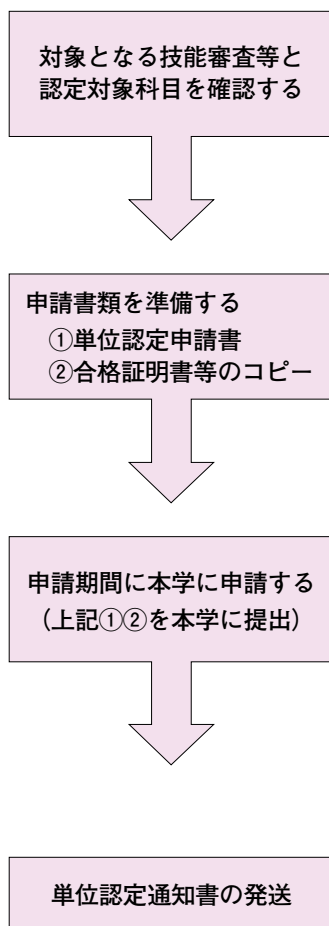 対象となる技能審査等と
認定対象科目を確認する
申請書類を準備する
①単位認定申請書
②合格証明書等のコピー
申請期間に本学に申請する
（上記①②を本学に提出）
単位認定通知書の発送